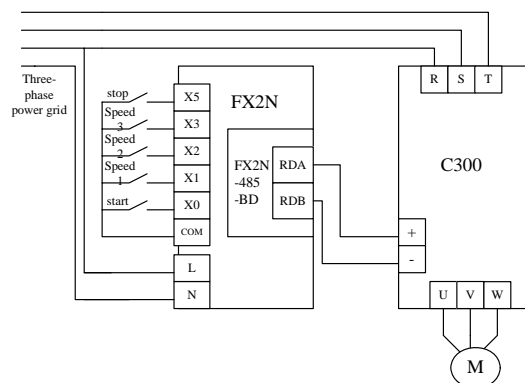 Three-
phase
power grid
stop
Speed
3
Speed
2
Speed
1
start
X5
X3
X2
X1
X0
COM
L
N
FX2N
FX2N
-485
-BD
RDA
RDB
R S T
C300
+
-
U V W
M